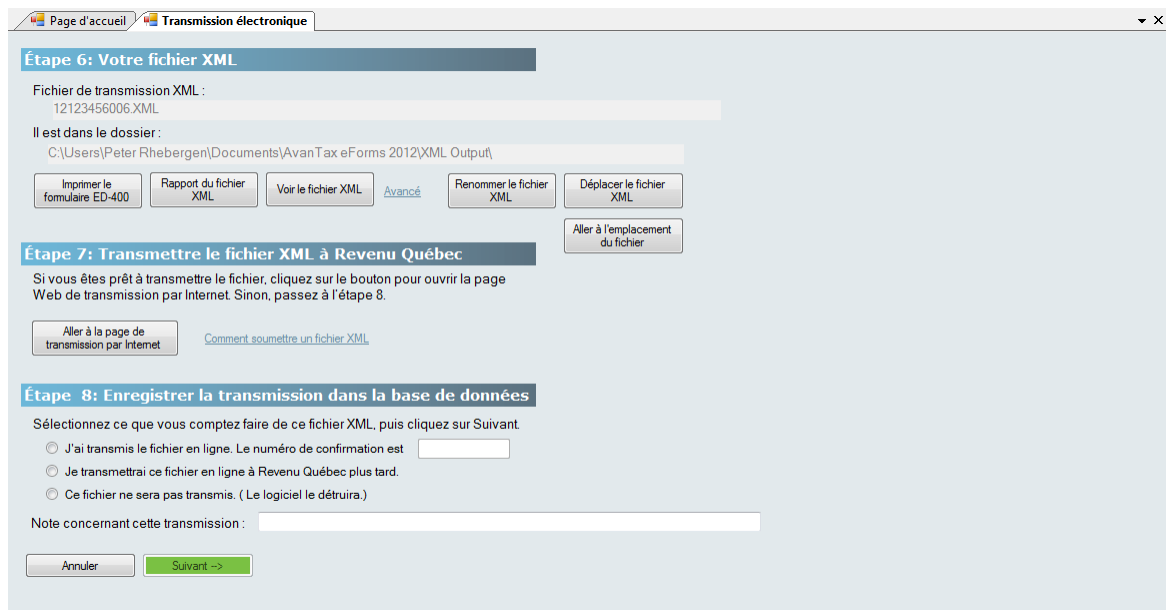 Page d'accueil
Transmission électronique
Étape 6: Votre fichier XML
Fichier de transmission XML :
12123456006.XML
Il est dans le dossier :
C:\Users\Peter Rhebergen\Documents\AvanTax eForms 2012\XML Output\
Imprimer le
formulaire ED-400
Rapport du fichier
XML
Voir le fichier XML
Avancé
Renommer le fichier
XML
Déplacer le fichier
XML
Aller à l'emplacement
du fichier
Étape 7: Transmettre le fichier XML à Revenu Québec
Si vous êtes prêt à transmettre le fichier, cliquez sur le bouton pour ouvrir la page
Web de transmission par Internet. Sinon, passez à l'étape 8.
Aller à la page de
transmission par Internet
Comment soumettre un fichier XML
Étape  8: Enregistrer la transmission dans la base de données
Sélectionnez ce que vous comptez faire de ce fichier XML, puis cliquez sur Suivant.
J'ai transmis le fichier en ligne. Le numéro de confirmation est
Je transmettrai ce fichier en ligne à Revenu Québec plus tard.
Ce fichier ne sera pas transmis. ( Le logiciel le détruira.)
Note concernant cette transmission :
Annuler
Suivant -->